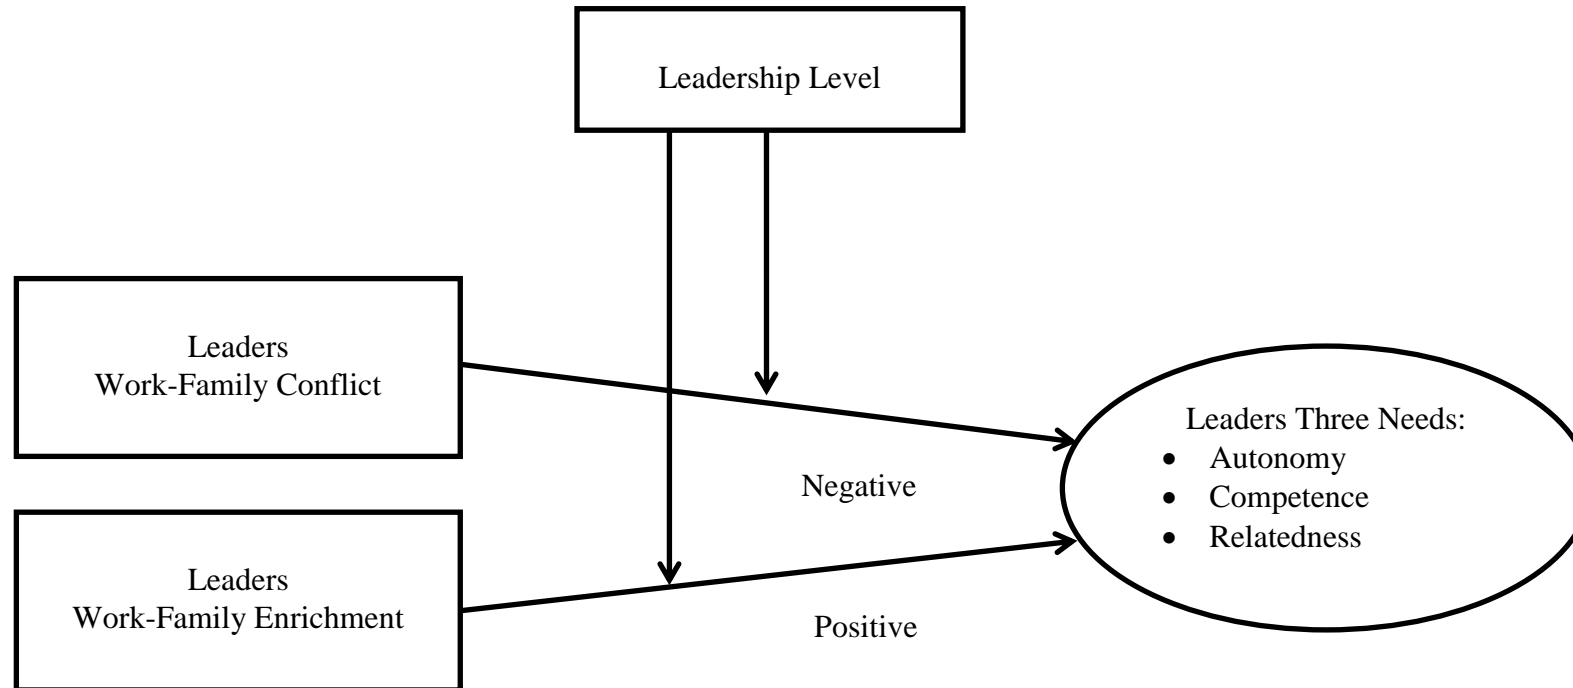 Leadership Level
Leaders
Work-Family Conflict
Negative
Leaders Three Needs:
• Autonomy
• Competence
• Relatedness
Leaders
Work-Family Enrichment
Positive